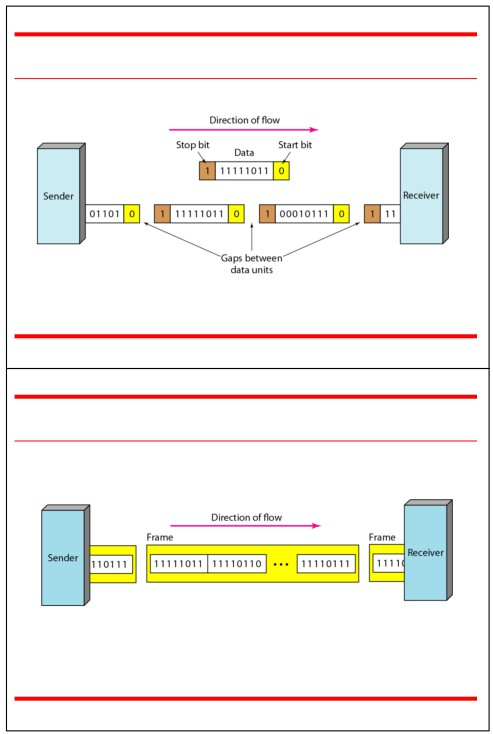 Direction of flow
Stop bit
Data
Start bit
1 11111011 0
Sender
Receiver
01101 0
1 11111011 0
1 00010111 0
1 11
Gaps between
data units
Direction of flow
Frame
Frame
Sender
Receiver
110111
11111011 11110110 ••• 11110111
11110